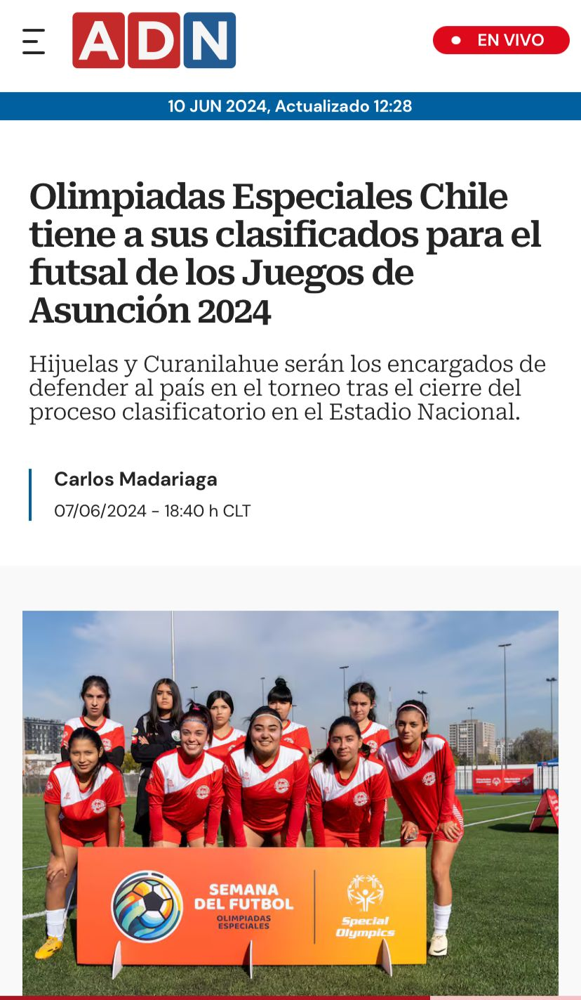 ADN
EN VIVO
10 JUN 2024, Actualizado 12:28
Olimpiadas Especiales Chile
tiene a sus clasificados para el
futsal de los Juegos de
Asunción 2024
Hijuelas y Curanilahue serán los encargados de
defender al país en el torneo tras el cierre del
proceso clasificatorio en el Estadio Nacional.
Carlos Madariaga
07/06/2024 - 18:40 h CLT
SEMANA
DEL FUTBOL
OLIMPIADAS
ESPECIALES
Special
Olympics